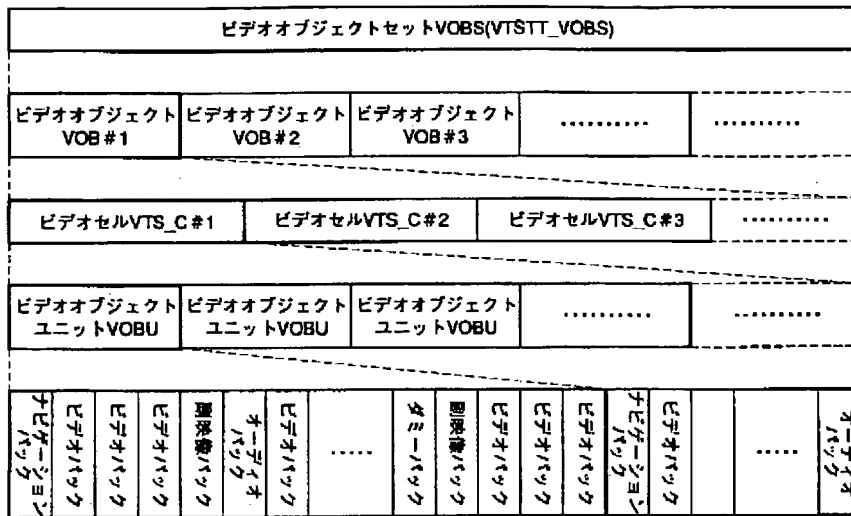 ビデオオブジェクトセットVOBS(VTSTT_VOBS)
ビデオオブジェクト
VOB#1
ビデオオブジェクト
VOB#2
ビデオオブジェクト
VOB#3
‥‥‥‥‥
‥‥‥‥‥
ビデオセルVTS_C#1
ビデオセルVTS_C#2
ビデオセルVTS_C#3
‥‥‥‥‥
ビデオオブジェクト
ユニットVOBU
ビデオオブジェクト
ユニットVOBU
ビデオオブジェクト
ユニットVOBU
‥‥‥‥‥
‥‥‥‥‥
ナビゲーション
パック
ビデオパック
ビデオパック
ビデオパック
副映像パック
オーディオ
パック
ビデオパック
‥‥‥
ダミーパック
副映像パック
ビデオパック
ビデオパック
ビデオパック
ナビゲーション
パック
ビデオパック
‥‥‥
オーディオ
パック